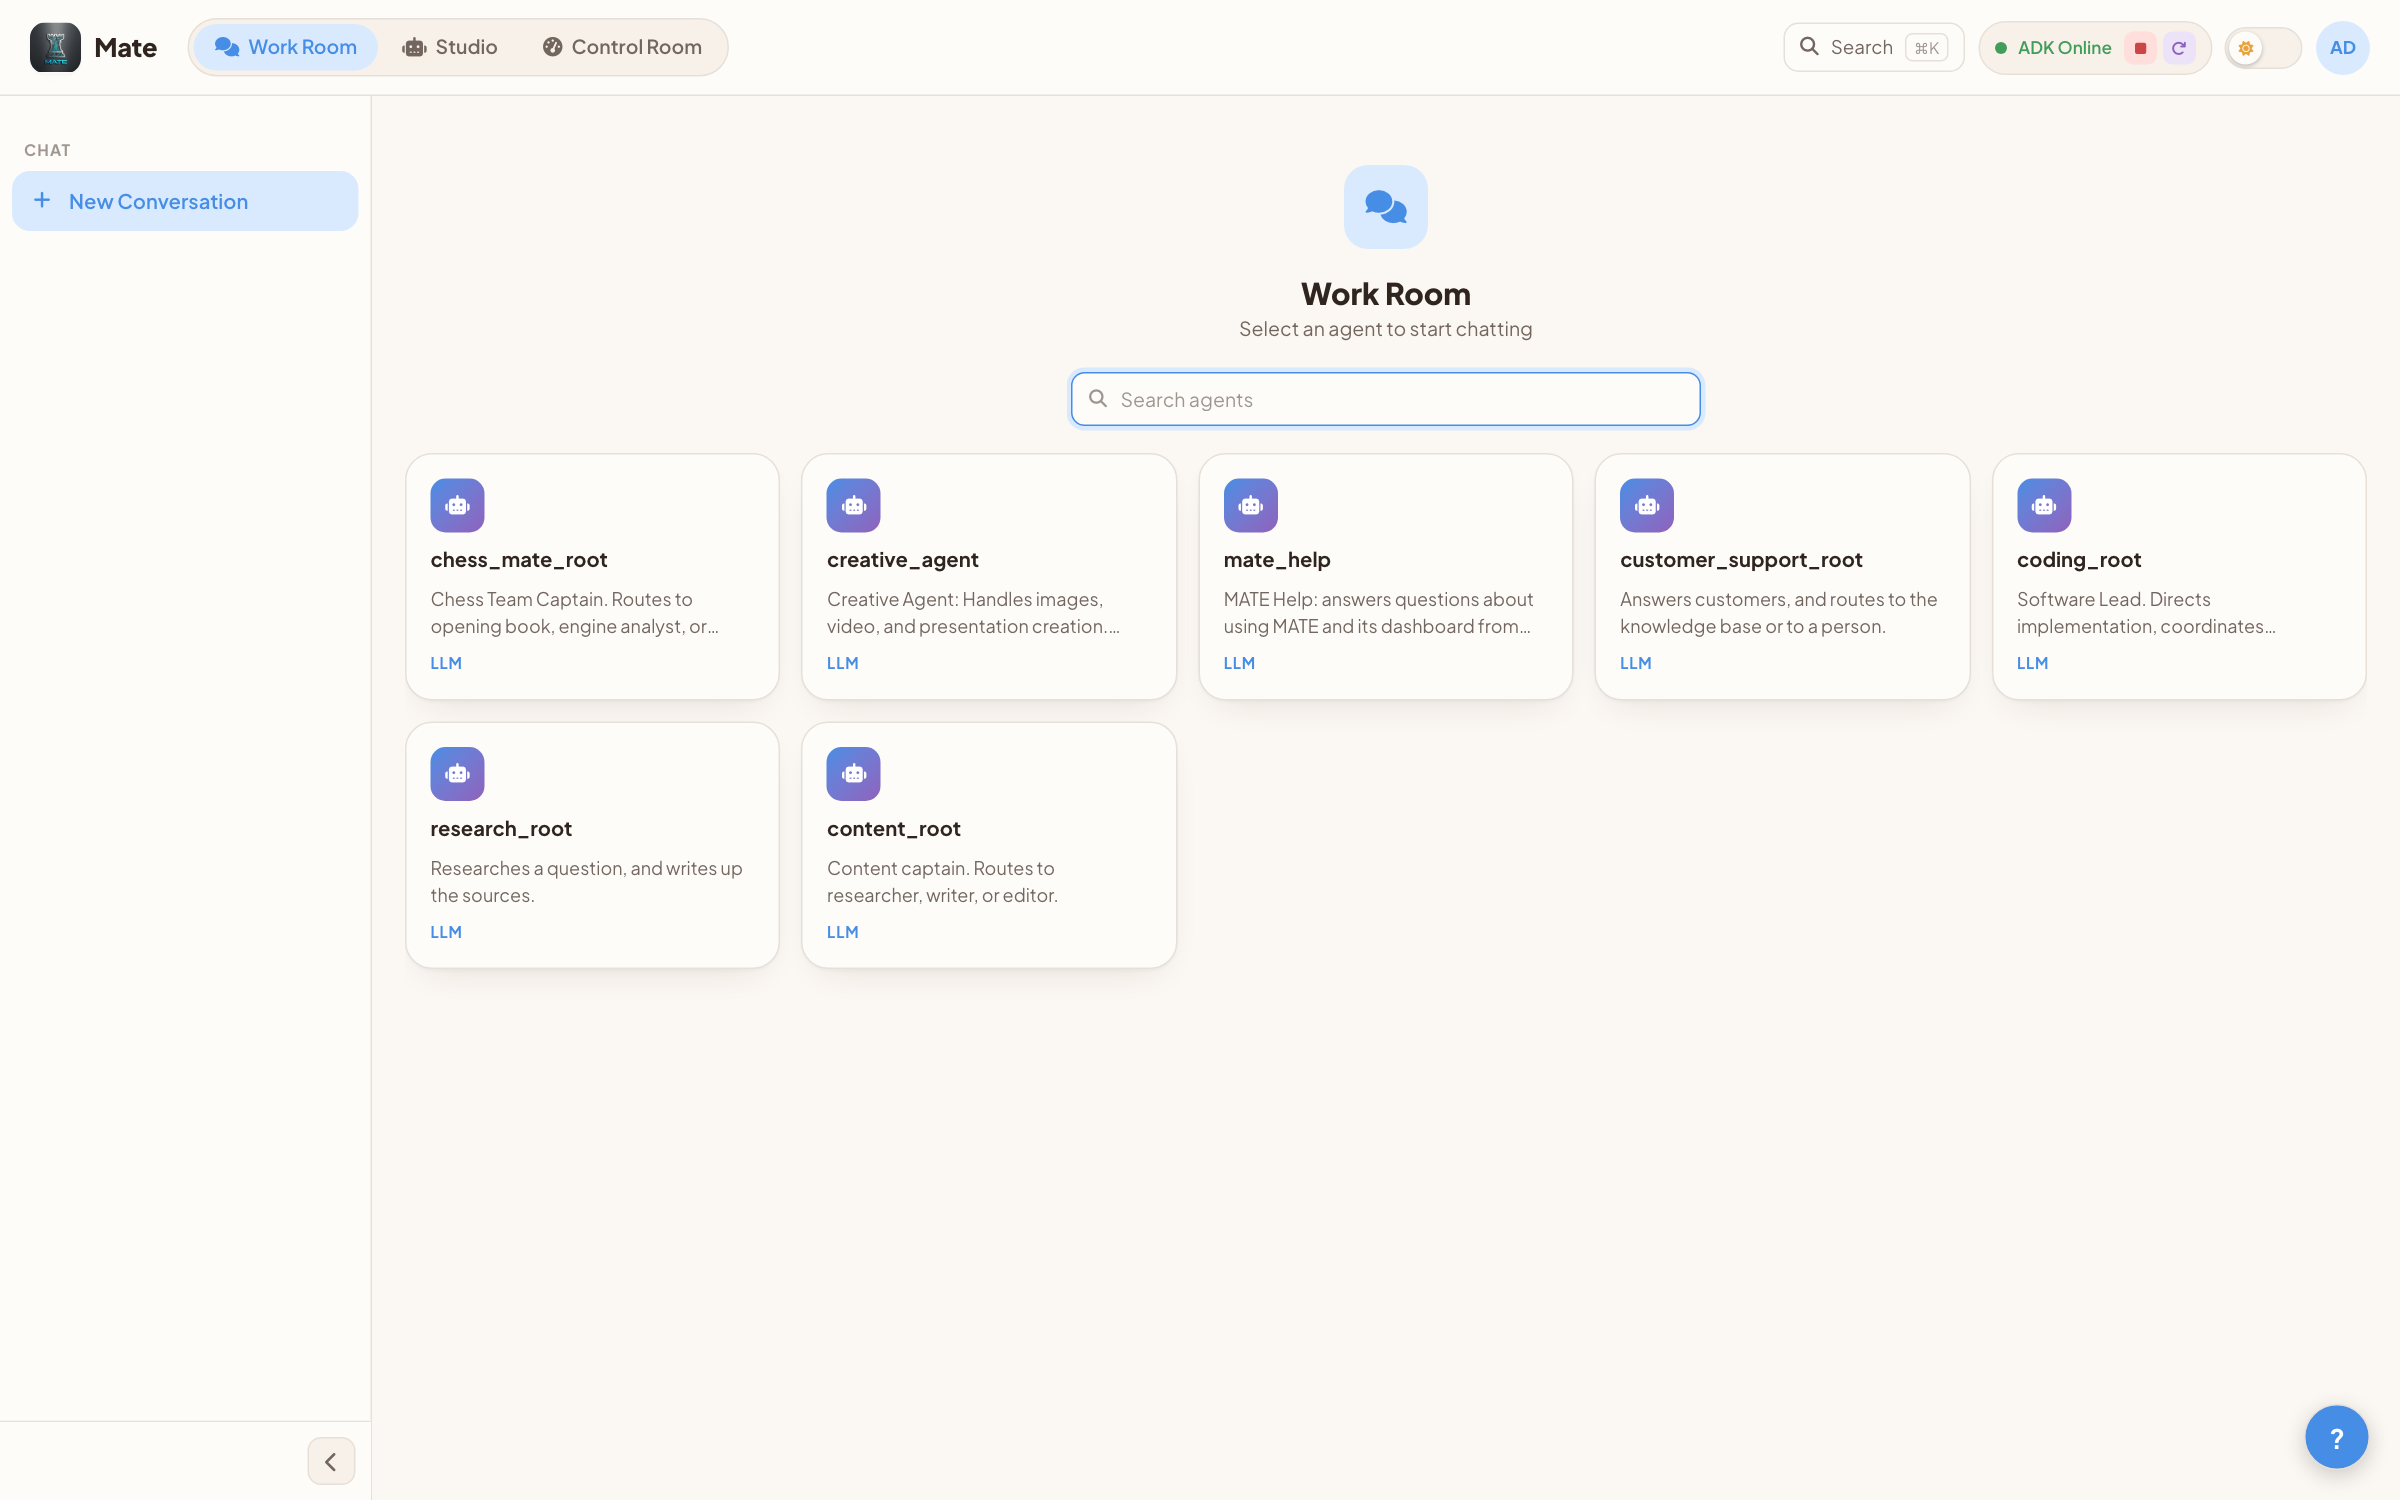 MATE
Mate
Work Room
Studio
Control Room
Search
⌘K
ADK Online
AD
CHAT
New Conversation
Work Room
Select an agent to start chatting
Search agents
chess_mate_root
Chess Team Captain. Routes to
opening book, engine analyst, or...
LLM
creative_agent
Creative Agent: Handles images,
video, and presentation creation....
LLM
mate_help
MATE Help: answers questions about
using MATE and its dashboard from...
LLM
customer_support_root
Answers customers, and routes to the
knowledge base or to a person.
LLM
coding_root
Software Lead. Directs
implementation, coordinates...
LLM
research_root
Researches a question, and writes up
the sources.
LLM
content_root
Content captain. Routes to
researcher, writer, or editor.
LLM
?